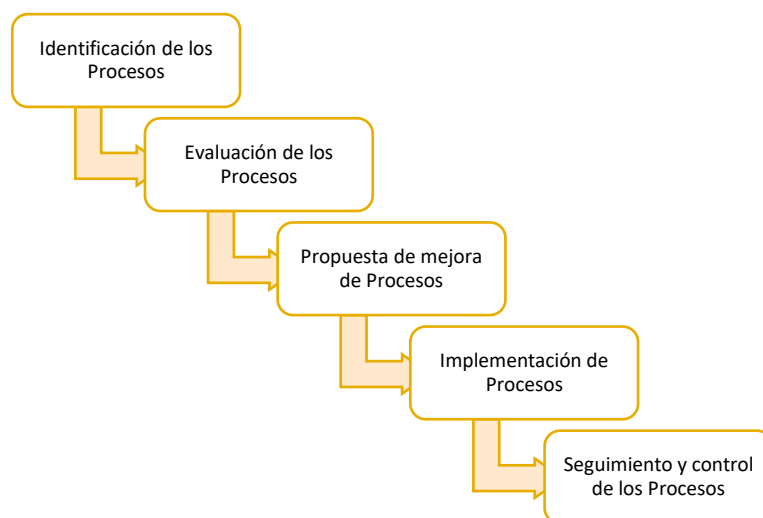 Identificación de los
Procesos
Evaluación de los
Procesos
Propuesta de mejora
de Procesos
Implementación de
Procesos
Seguimiento y control
de los Procesos